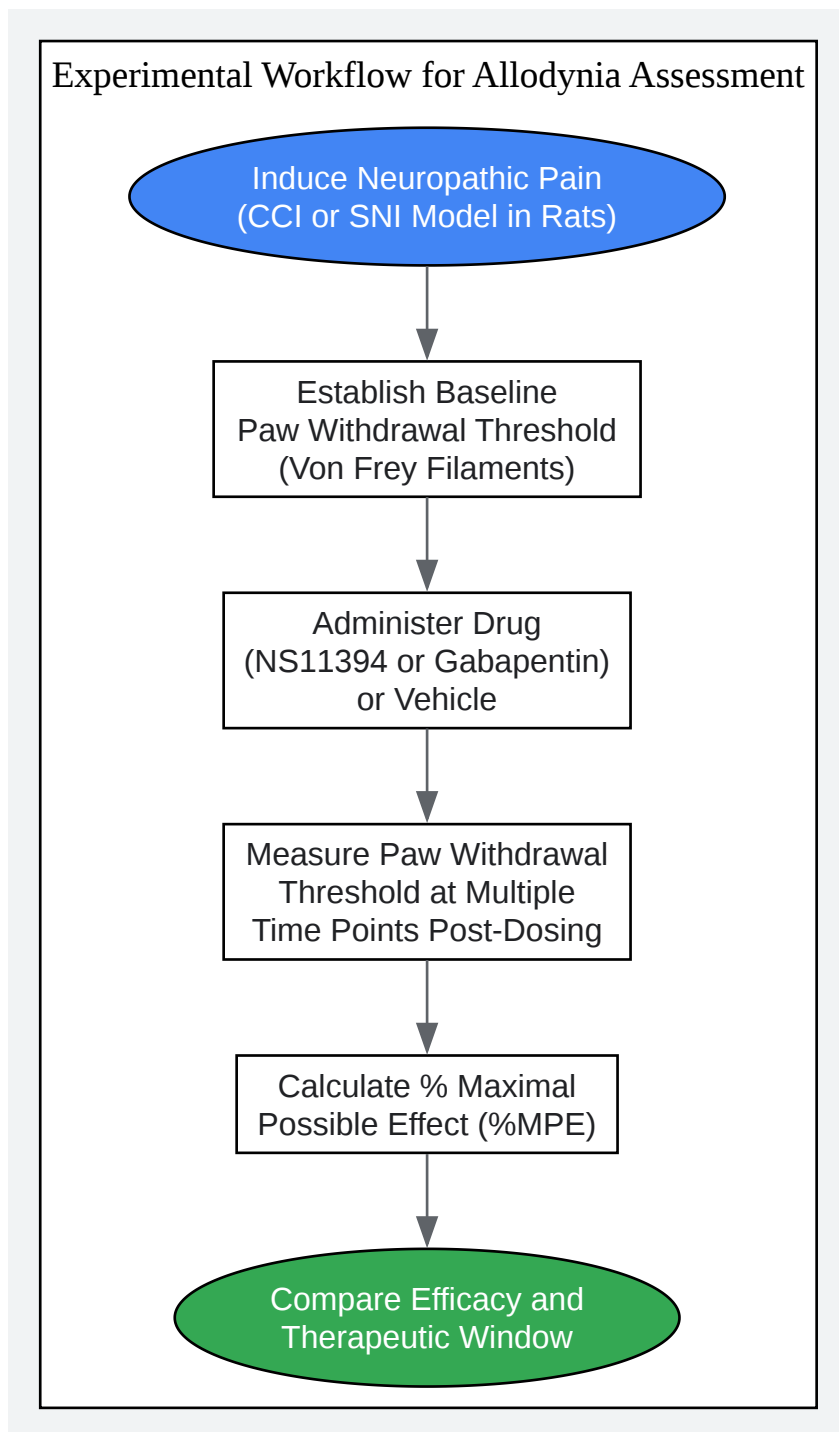 Experimental Workflow for Allodynia Assessment
Induce Neuropathic Pain
(CCI or SNI Model in Rats)
Establish Baseline
Paw Withdrawal Threshold
(Von Frey Filaments)
Administer Drug
(NS11394 or Gabapentin)
or Vehicle
Measure Paw Withdrawal
Threshold at Multiple
Time Points Post-Dosing
Calculate % Maximal
Possible Effect (%MPE)
Compare Efficacy and
Therapeutic Window